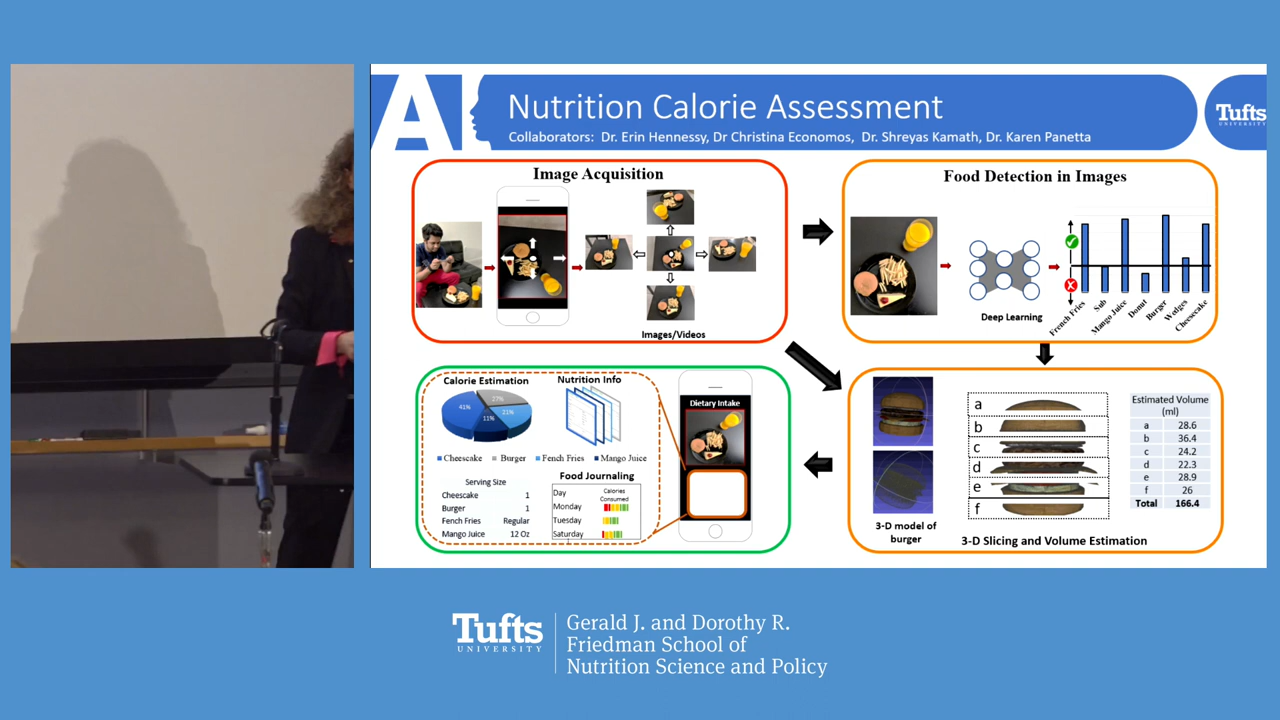 AI
Nutrition Calorie Assessment
Collaborators: Dr. Erin Hennessy, Dr Christina Economos, Dr. Shreyas Kamath, Dr. Karen Panetta
Tufts
UNIVERSITY
Image Acquisition
Images/Videos
Food Detection in Images
Deep Learning
French Fries
Sub
Mango Juice
Donut
Burger
Wedges
Cheesecake
Calorie Estimation
41%
27%
21%
11%
Cheescake Burger Fench Fries Mango Juice
Nutrition Info
Serving Size
Cheescake 1
Burger 1
Fench Fries Regular
Mango Juice 12 Oz
Food Journaling
Day Calories Consumed
Monday
Tuesday
Saturday
Dietary Intake
3-D model of
burger
a
b
c
d
e
f
3-D Slicing and Volume Estimation
Estimated Volume
(ml)
a 28.6
b 36.4
c 24.2
d 22.3
e 28.9
f 26
Total 166.4
Tufts
UNIVERSITY
Gerald J. and Dorothy R.
Friedman School of
Nutrition Science and Policy